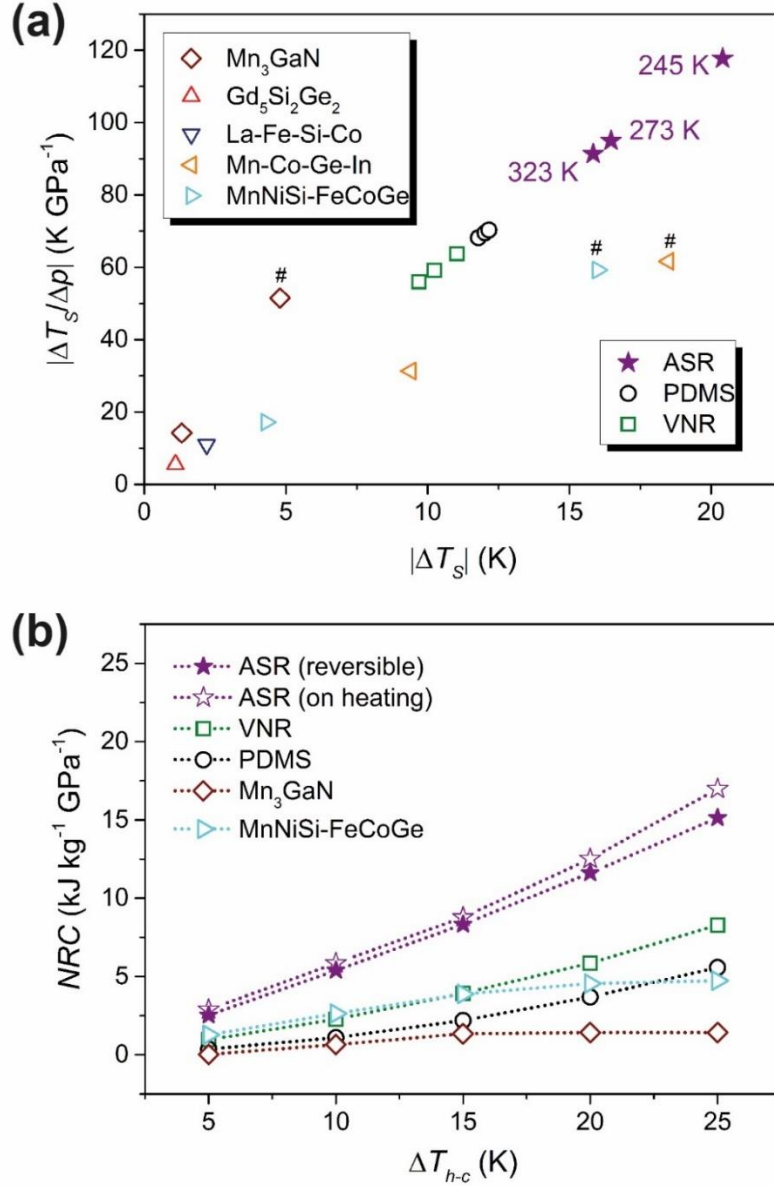 (a)
120
100
80
60
40
20
0
|ΔT_S/Δp| (K GPa⁻¹)
Mn₃GaN
Gd₅Si₂Ge₂
La-Fe-Si-Co
Mn-Co-Ge-In
MnNiSi-FeCoGe
245 K
273 K
323 K
#
#
#
ASR
PDMS
VNR
0 5 10 15 20
|ΔT_S| (K)
(b)
25
20
15
10
5
0
NRC (kJ kg⁻¹ GPa⁻¹)
ASR (reversible)
ASR (on heating)
VNR
PDMS
Mn₃GaN
MnNiSi-FeCoGe
5 10 15 20 25
ΔT_h-c (K)